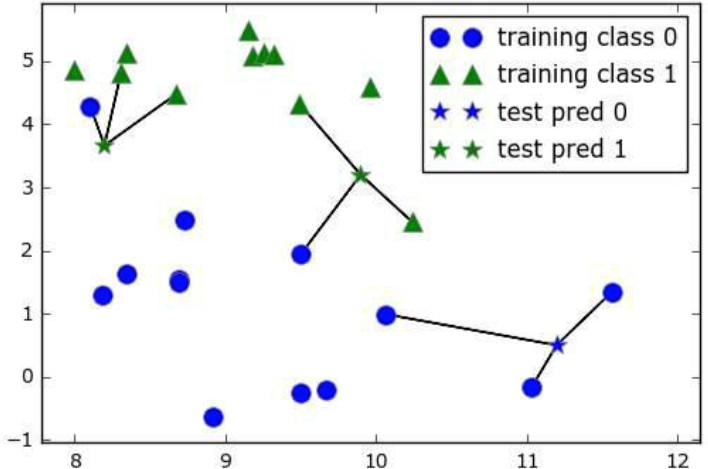 training class 0
training class 1
test pred 0
test pred 1
5
4
3
2
1
0
−1
8 9 10 11 12